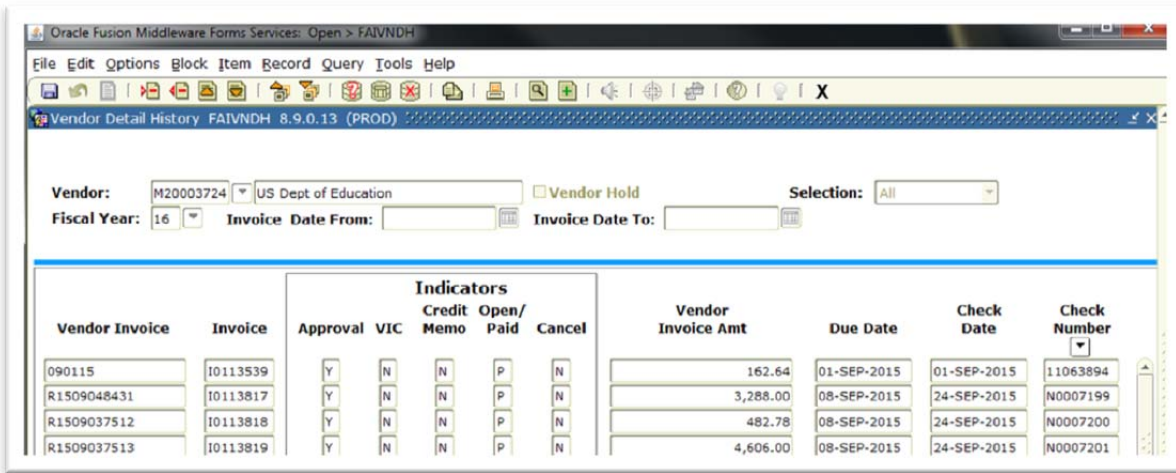 Oracle Fusion Middleware Forms Services: Open > FAIVNDH
File Edit Options Block Item Record Query Tools Help
X
Vendor Detail History FAIVNDH 8.9.0.13 (PROD)
Vendor: M20003724 US Dept of Education Vendor Hold Selection: All
Fiscal Year: 16 Invoice Date From: Invoice Date To:
Indicators
Credit Open/ Vendor Check Check
Vendor Invoice Invoice Approval VIC Memo Paid Cancel Invoice Amt Due Date Date Number
090115 I0113539 Y N N P N 162.64 01-SEP-2015 01-SEP-2015 11063894
R1509048431 I0113817 Y N N P N 3,288.00 08-SEP-2015 24-SEP-2015 N0007199
R1509037512 I0113818 Y N N P N 482.78 08-SEP-2015 24-SEP-2015 N0007200
R1509037513 I0113819 Y N N P N 4,606.00 08-SEP-2015 24-SEP-2015 N0007201